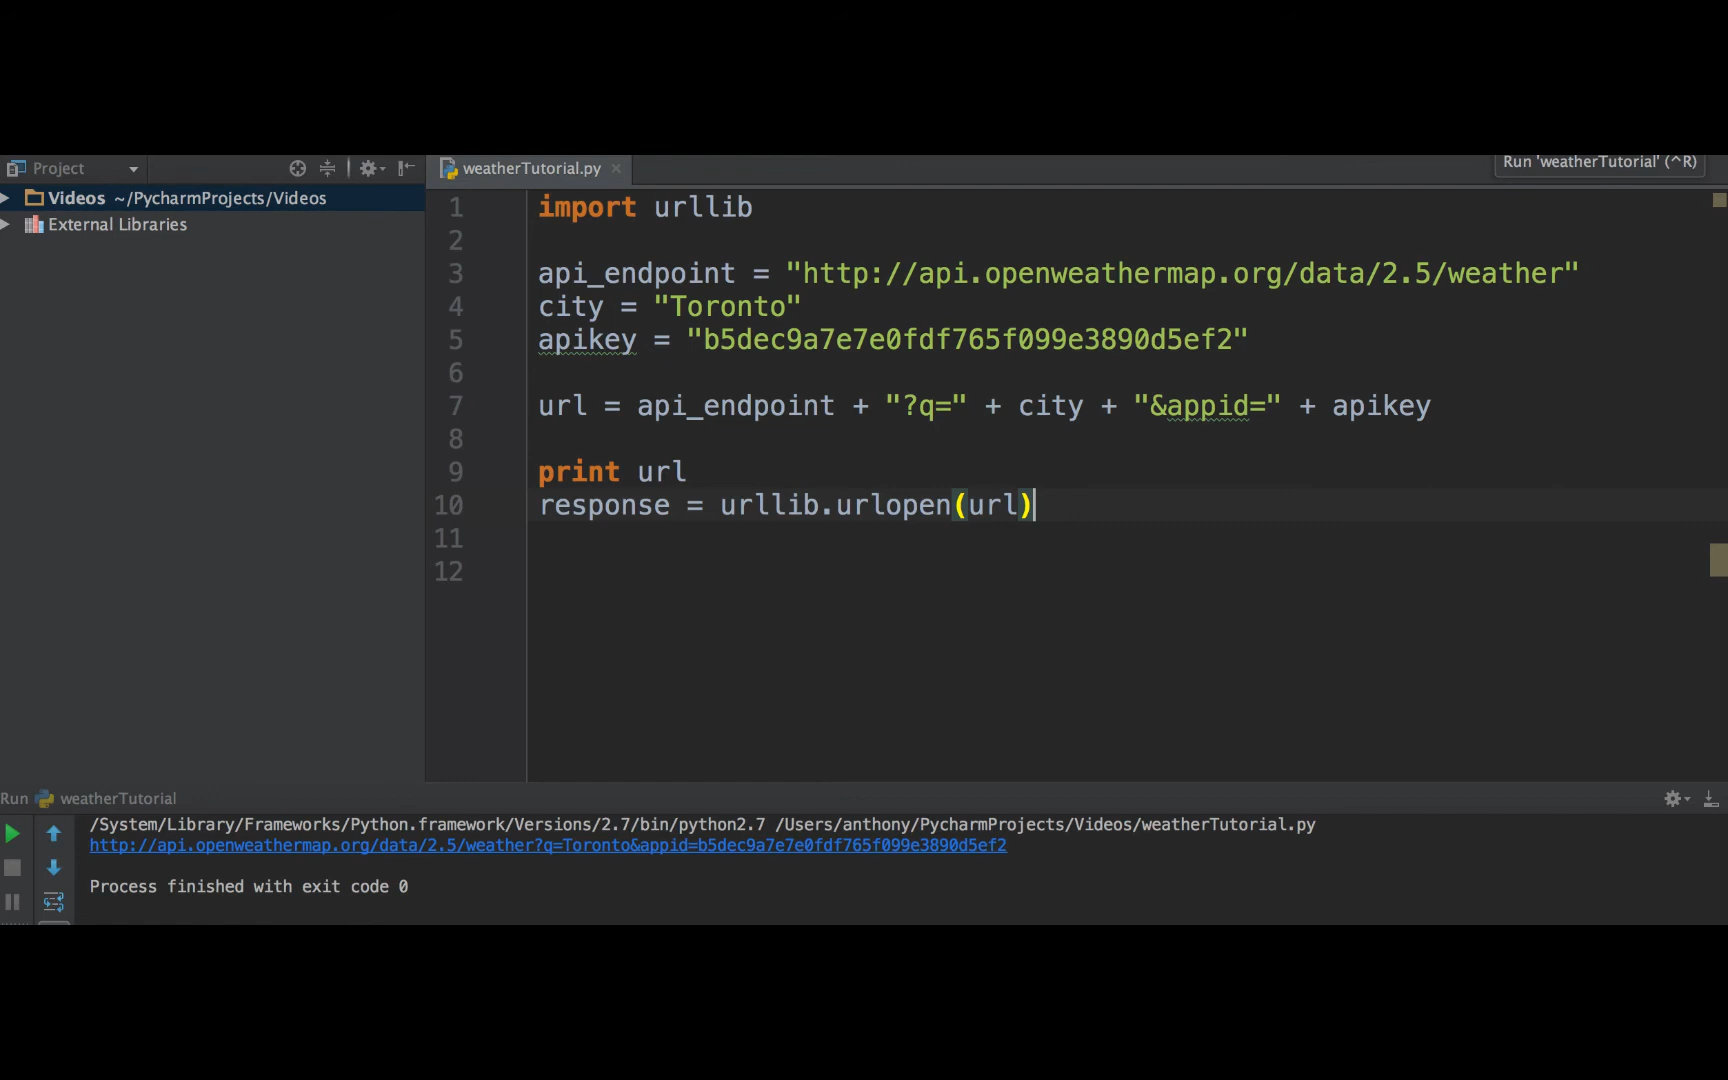 Project
weatherTutorial.py
Run 'weatherTutorial' (^R)
Videos ~/PycharmProjects/Videos
External Libraries
1 import urllib
2
3 api_endpoint = "http://api.openweathermap.org/data/2.5/weather"
4 city = "Toronto"
5 apikey = "b5dec9a7e7e0fdf765f099e3890d5ef2"
6
7 url = api_endpoint + "?q=" + city + "&appid=" + apikey
8
9 print url
10 response = urllib.urlopen(url)
11
12
Run weatherTutorial
/System/Library/Frameworks/Python.framework/Versions/2.7/bin/python2.7 /Users/anthony/PycharmProjects/Videos/weatherTutorial.py
http://api.openweathermap.org/data/2.5/weather?q=Toronto&appid=b5dec9a7e7e0fdf765f099e3890d5ef2
Process finished with exit code 0